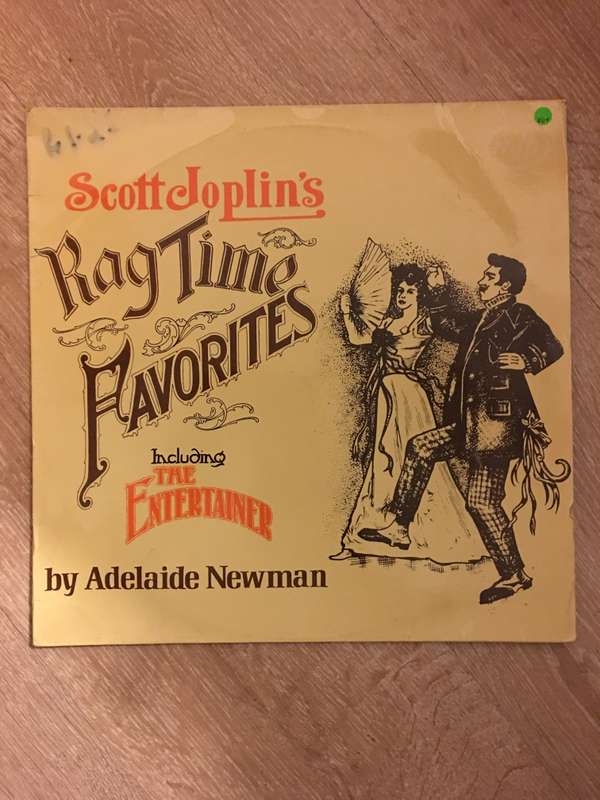 Scott Joplin's
Rag Time
FAVORITES
Including
THE
ENTERTAINER
by Adelaide Newman